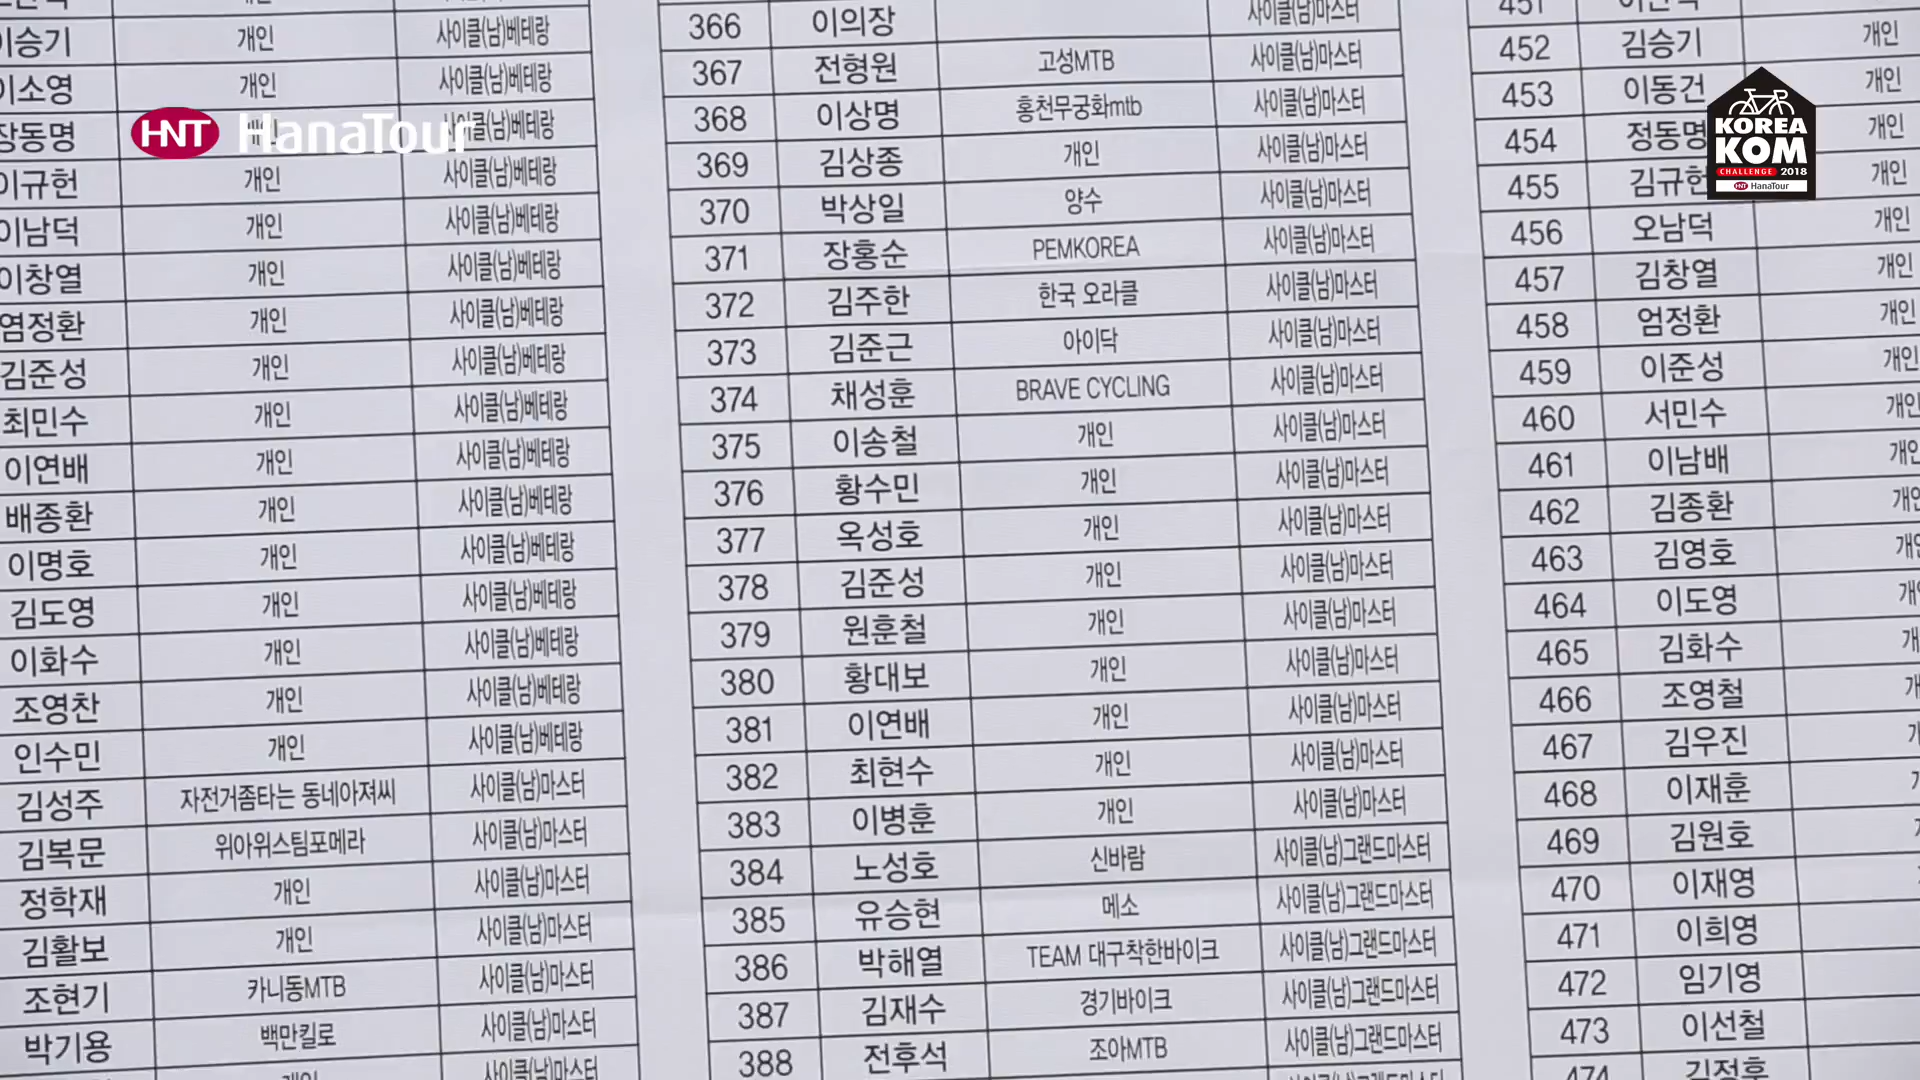 이승기 개인 사이클(남)베테랑
이소영 개인 사이클(남)베테랑
장동명 사이클(남)베테랑
이규헌 개인 사이클(남)베테랑
이남덕 개인 사이클(남)베테랑
이창열 개인 사이클(남)베테랑
염정환 개인 사이클(남)베테랑
김준성 개인 사이클(남)베테랑
최민수 개인 사이클(남)베테랑
이연배 개인 사이클(남)베테랑
배종환 개인 사이클(남)베테랑
이명호 개인 사이클(남)베테랑
김도영 개인 사이클(남)베테랑
이화수 개인 사이클(남)베테랑
조영찬 개인 사이클(남)베테랑
인수민 개인 사이클(남)베테랑
김성주 자전거좀타는 동네아져씨 사이클(남)마스터
김복문 위아위스팀포메라 사이클(남)마스터
정학재 개인 사이클(남)마스터
김활보 개인 사이클(남)마스터
조현기 카니동MTB 사이클(남)마스터
박기용 백만킬로 사이클(남)마스터
HNT HanaTour
366 이의장 사이클(남)마스터
367 전형원 고성MTB 사이클(남)마스터
368 이상명 홍천무궁화mtb 사이클(남)마스터
369 김상종 개인 사이클(남)마스터
370 박상일 양수 사이클(남)마스터
371 장홍순 PEMKOREA 사이클(남)마스터
372 김주한 한국 오라클 사이클(남)마스터
373 김준근 아이닥 사이클(남)마스터
374 채성훈 BRAVE CYCLING 사이클(남)마스터
375 이송철 개인 사이클(남)마스터
376 황수민 개인 사이클(남)마스터
377 옥성호 개인 사이클(남)마스터
378 김준성 개인 사이클(남)마스터
379 원훈철 개인 사이클(남)마스터
380 황대보 개인 사이클(남)마스터
381 이연배 개인 사이클(남)마스터
382 최현수 개인 사이클(남)마스터
383 이병훈 개인 사이클(남)마스터
384 노성호 신바람 사이클(남)그랜드마스터
385 유승현 메소 사이클(남)그랜드마스터
386 박해열 TEAM 대구착한바이크 사이클(남)그랜드마스터
387 김재수 경기바이크 사이클(남)그랜드마스터
388 전후석 조아MTB 사이클(남)그랜드마스터
451
452 김승기 개인
453 이동건 개인
454 정동명 개인
455 김규헌 개인
456 오남덕 개인
457 김창열 개인
458 엄정환 개인
459 이준성 개인
460 서민수 개인
461 이남배 개인
462 김종환 개인
463 김영호
464 이도영
465 김화수
466 조영철
467 김우진
468 이재훈
469 김원호
470 이재영
471 이희영
472 임기영
473 이선철
474 김정훈
KOREA
KOM
CHALLENGE 2018
HNT HanaTour